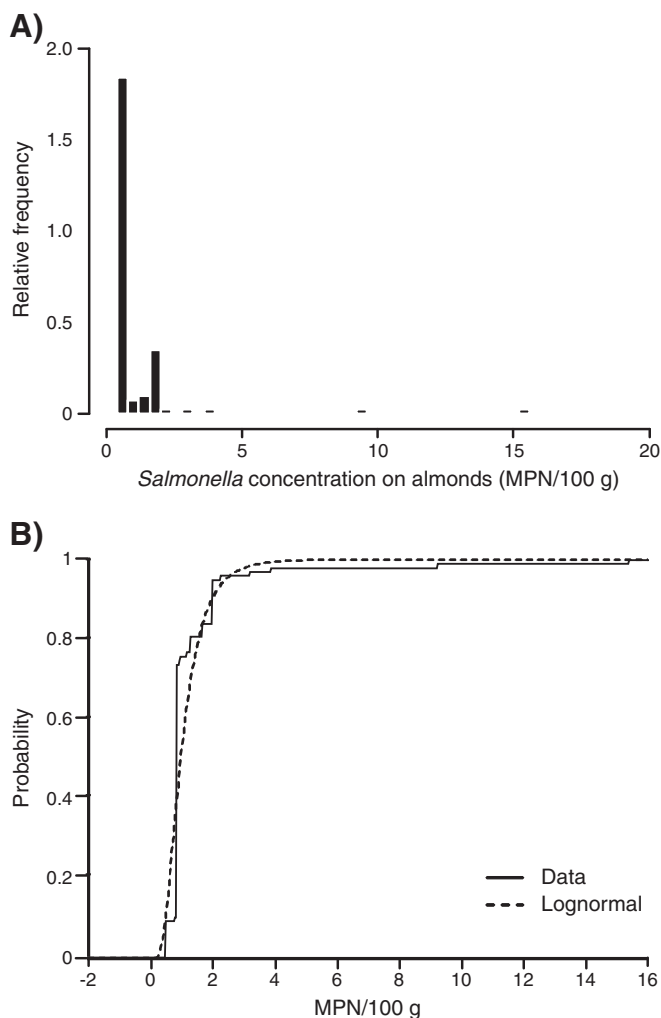 A)
2.0
1.5
1.0
0.5
0
Relative frequency
0 5 10 15 20
Salmonella concentration on almonds (MPN/100 g)
B)
1
0.8
0.6
0.4
0.2
0
Probability
Data
Lognormal
-2 0 2 4 6 8 10 12 14 16
MPN/100 g